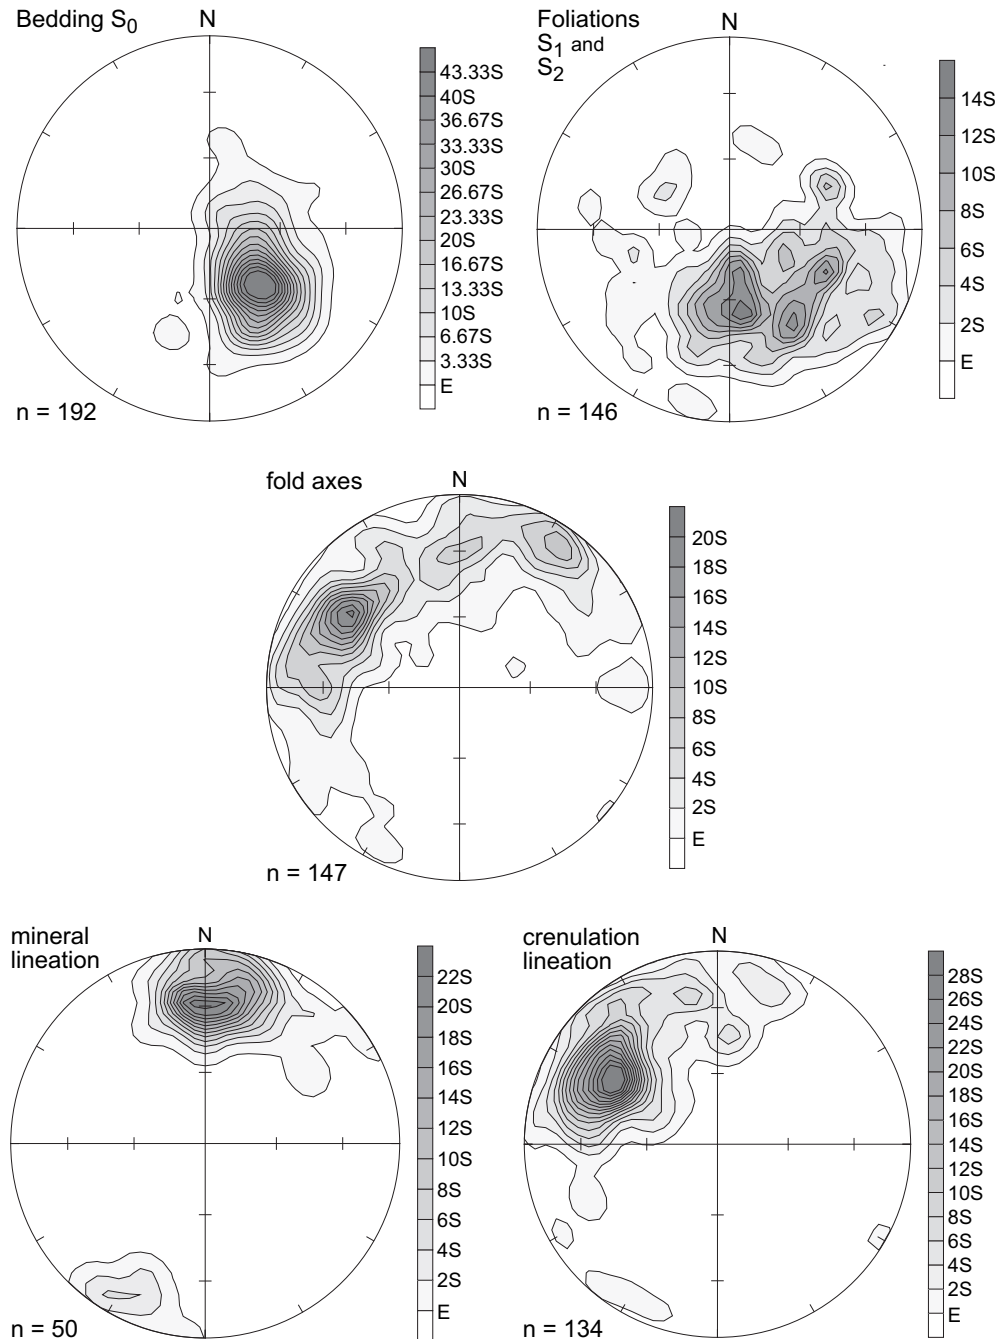 Bedding S0
N
43.33S
40S
36.67S
33.33S
30S
26.67S
23.33S
20S
16.67S
13.33S
10S
6.67S
3.33S
E
n = 192
Foliations
S1 and
S2
N
14S
12S
10S
8S
6S
4S
2S
E
n = 146
fold axes
N
20S
18S
16S
14S
12S
10S
8S
6S
4S
2S
E
n = 147
mineral
lineation
N
22S
20S
18S
16S
14S
12S
10S
8S
6S
4S
2S
E
n = 50
crenulation
lineation
N
28S
26S
24S
22S
20S
18S
16S
14S
12S
10S
8S
6S
4S
2S
E
n = 134